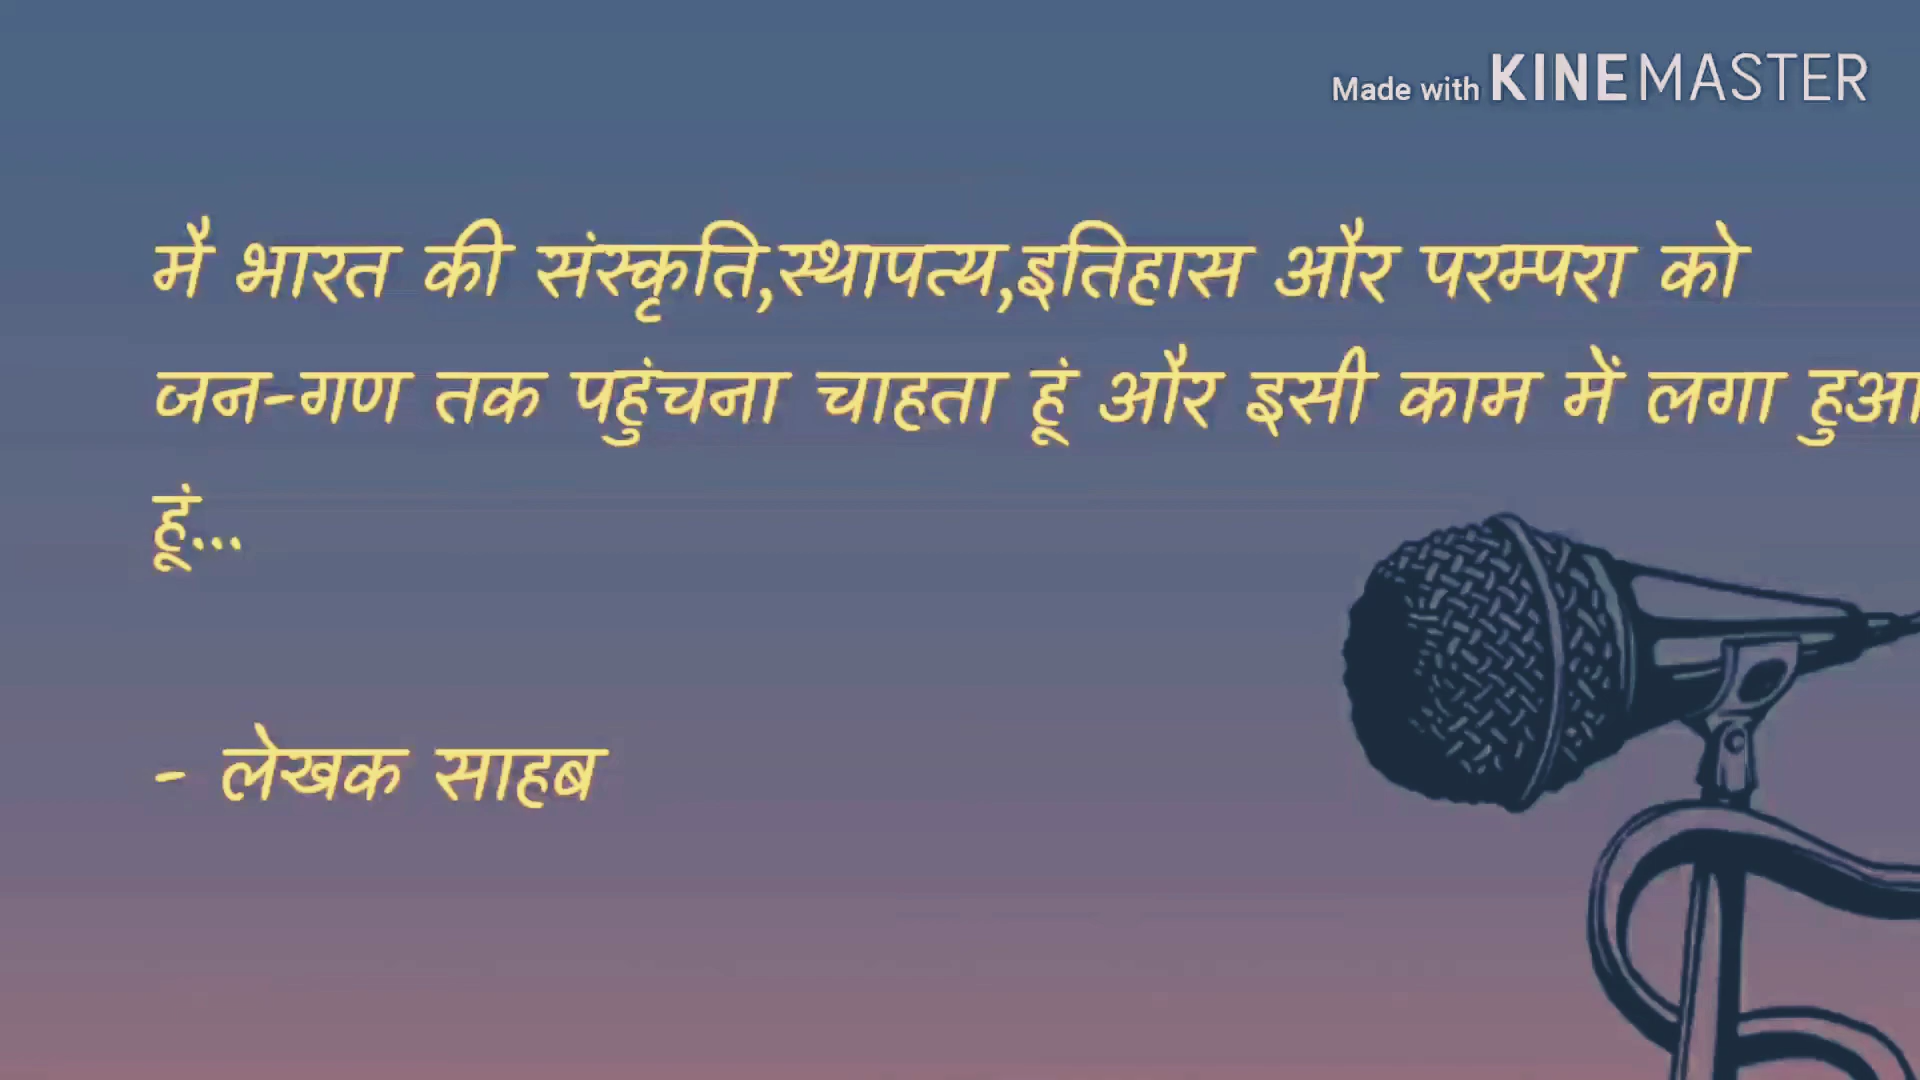 Made with KINEMASTER
मै भारत की संस्कृति,स्थापत्य,इतिहास और परम्परा को
जन-गण तक पहुंचना चाहता हूं और इसी काम में लगा हुआ
हूं...
- लेखक साहब